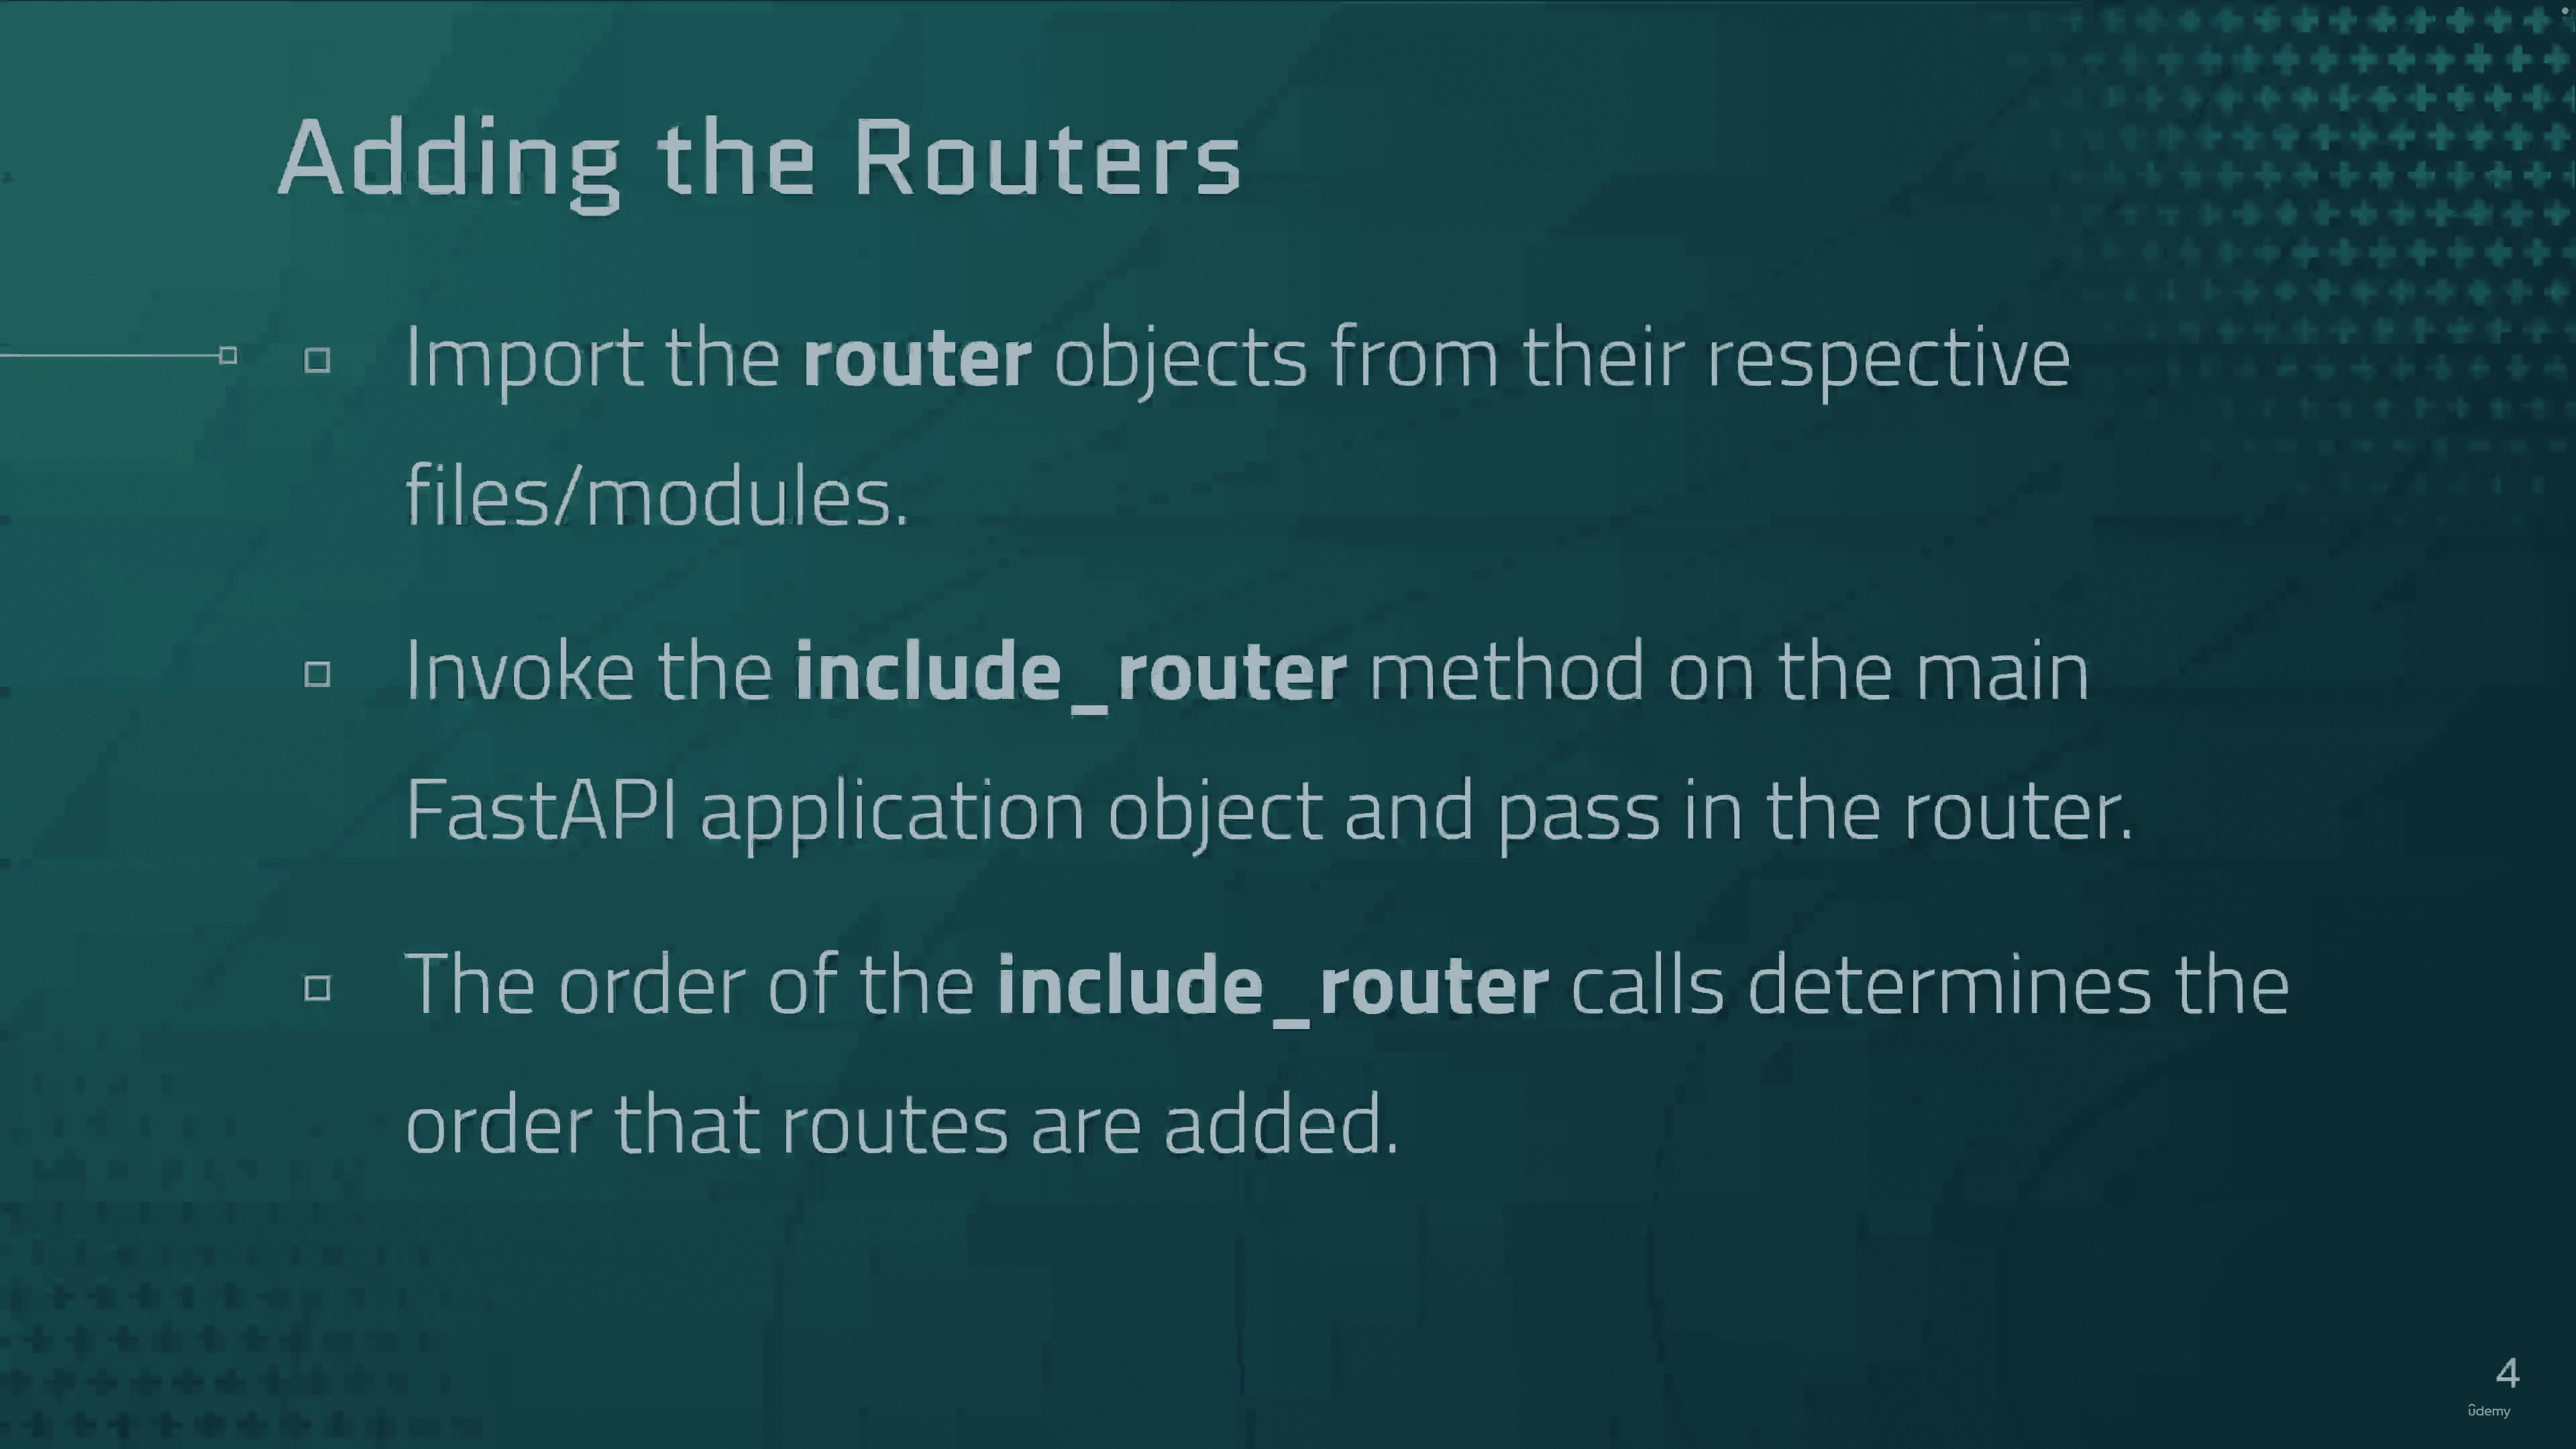 Adding the Routers
Import the router objects from their respective
files/modules.
Invoke the include_router method on the main
FastAPI application object and pass in the router.
The order of the include_router calls determines the
order that routes are added.
4
ûdemy